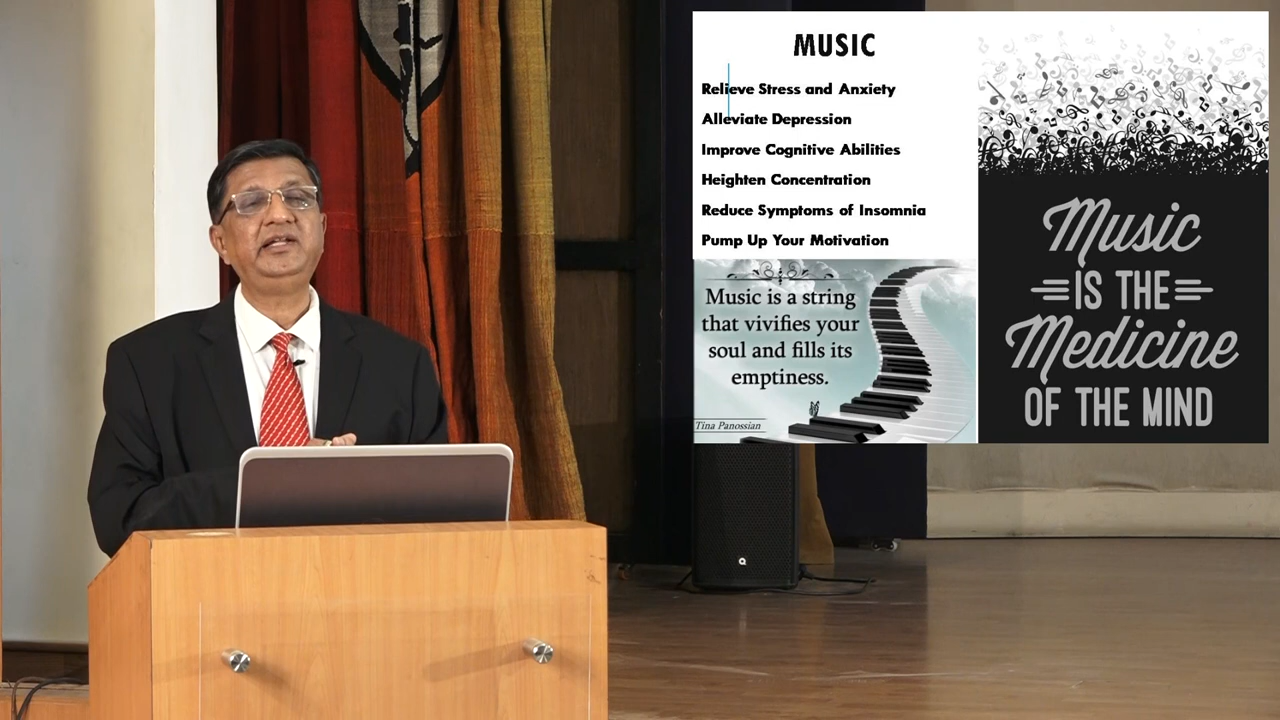 MUSIC
Relieve Stress and Anxiety
Alleviate Depression
Improve Cognitive Abilities
Heighten Concentration
Reduce Symptoms of Insomnia
Pump Up Your Motivation
Music is a string
that vivifies your
soul and fills its
emptiness.
Tina Panossian
Music
IS THE
Medicine
OF THE MIND